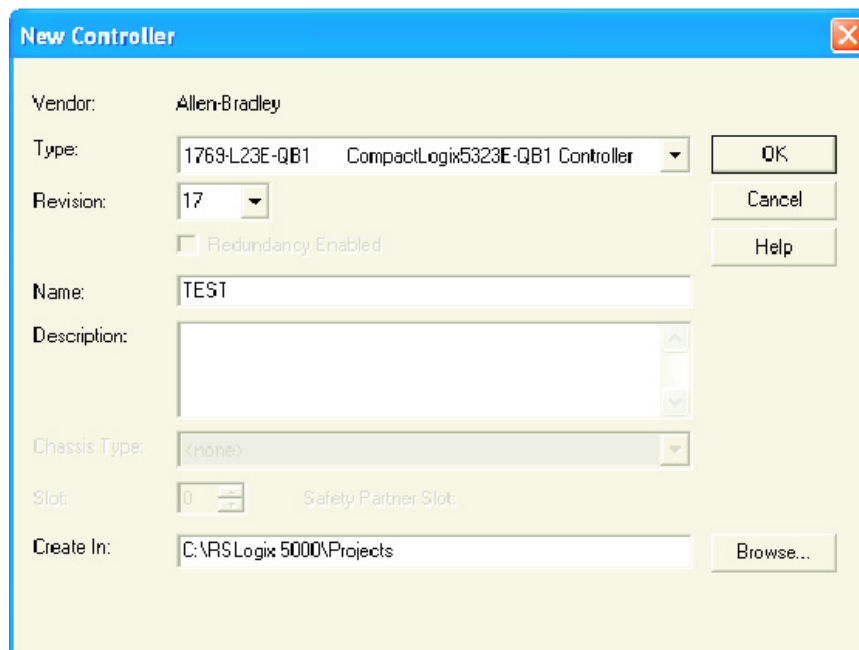 New Controller
Vendor: Allen-Bradley
Type: 1769-L23E-QB1 CompactLogix5323E-QB1 Controller OK
Revision: 17 Cancel
Redundancy Enabled Help
Name: TEST
Description:
Chassis Type: <none>
Slot: 0 Safety Partner Slot:
Create In: C:\RSLogix 5000\Projects Browse...